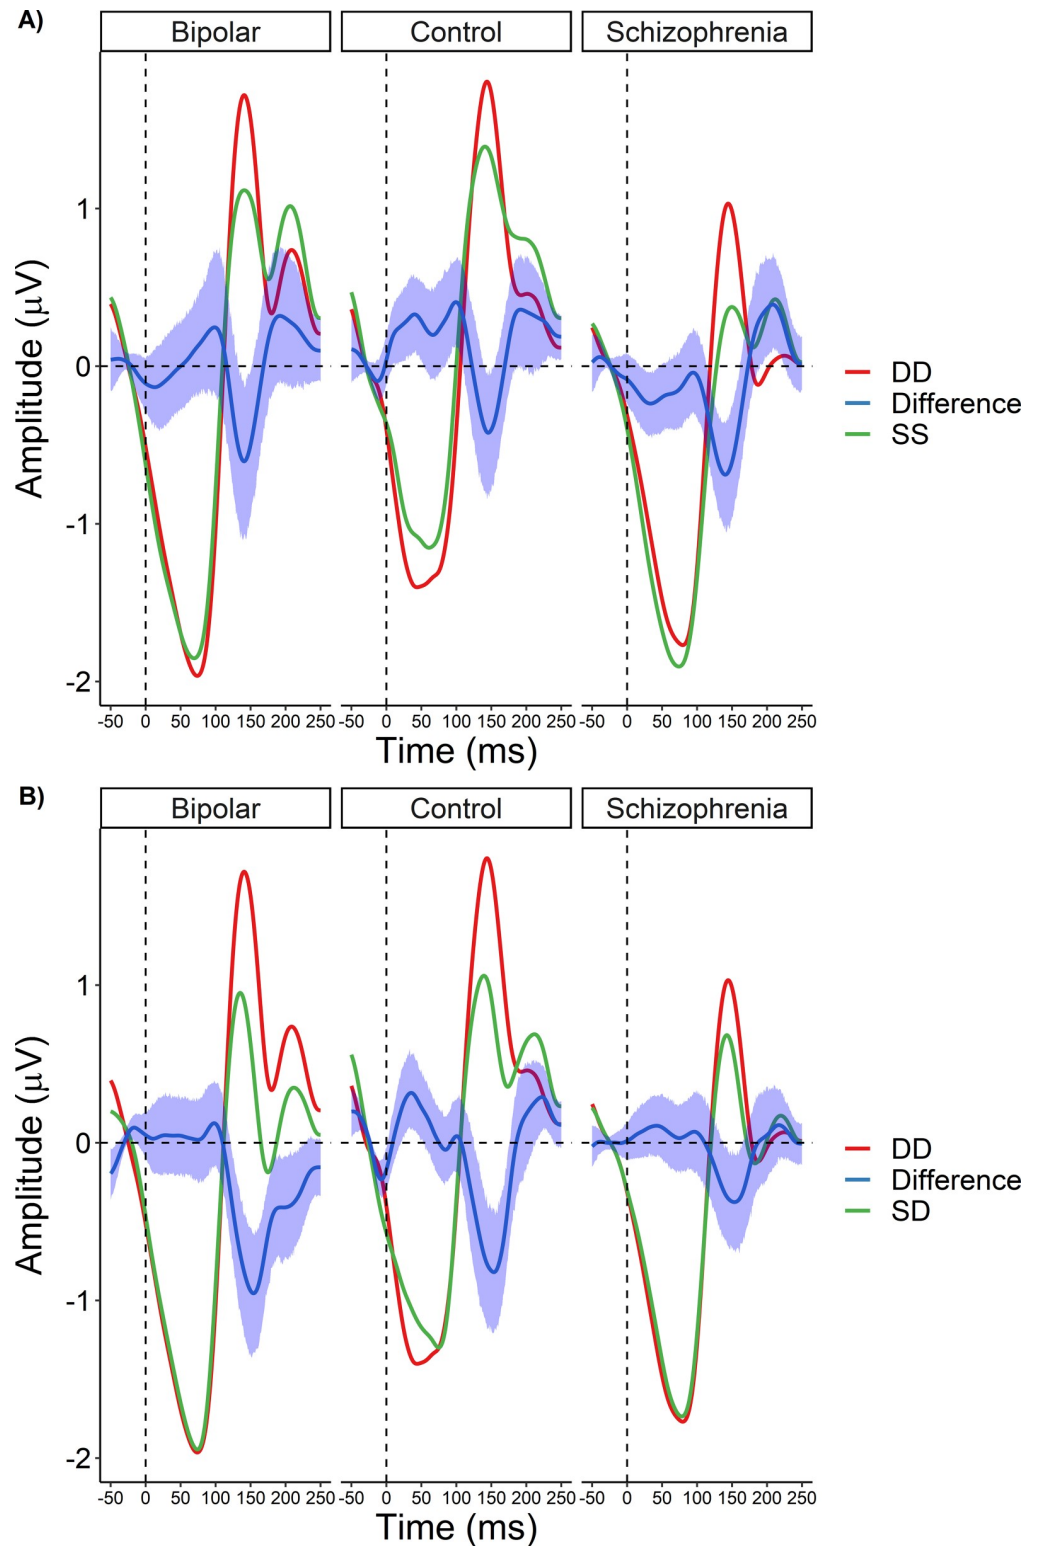 A)
Bipolar Control Schizophrenia
Amplitude (μV)
1
0
-1
-2
-50 0 50 100 150 200 250 -50 0 50 100 150 200 250 -50 0 50 100 150 200 250
Time (ms)
DD
Difference
SS
B)
Bipolar Control Schizophrenia
Amplitude (μV)
1
0
-1
-2
-50 0 50 100 150 200 250 -50 0 50 100 150 200 250 -50 0 50 100 150 200 250
Time (ms)
DD
Difference
SD